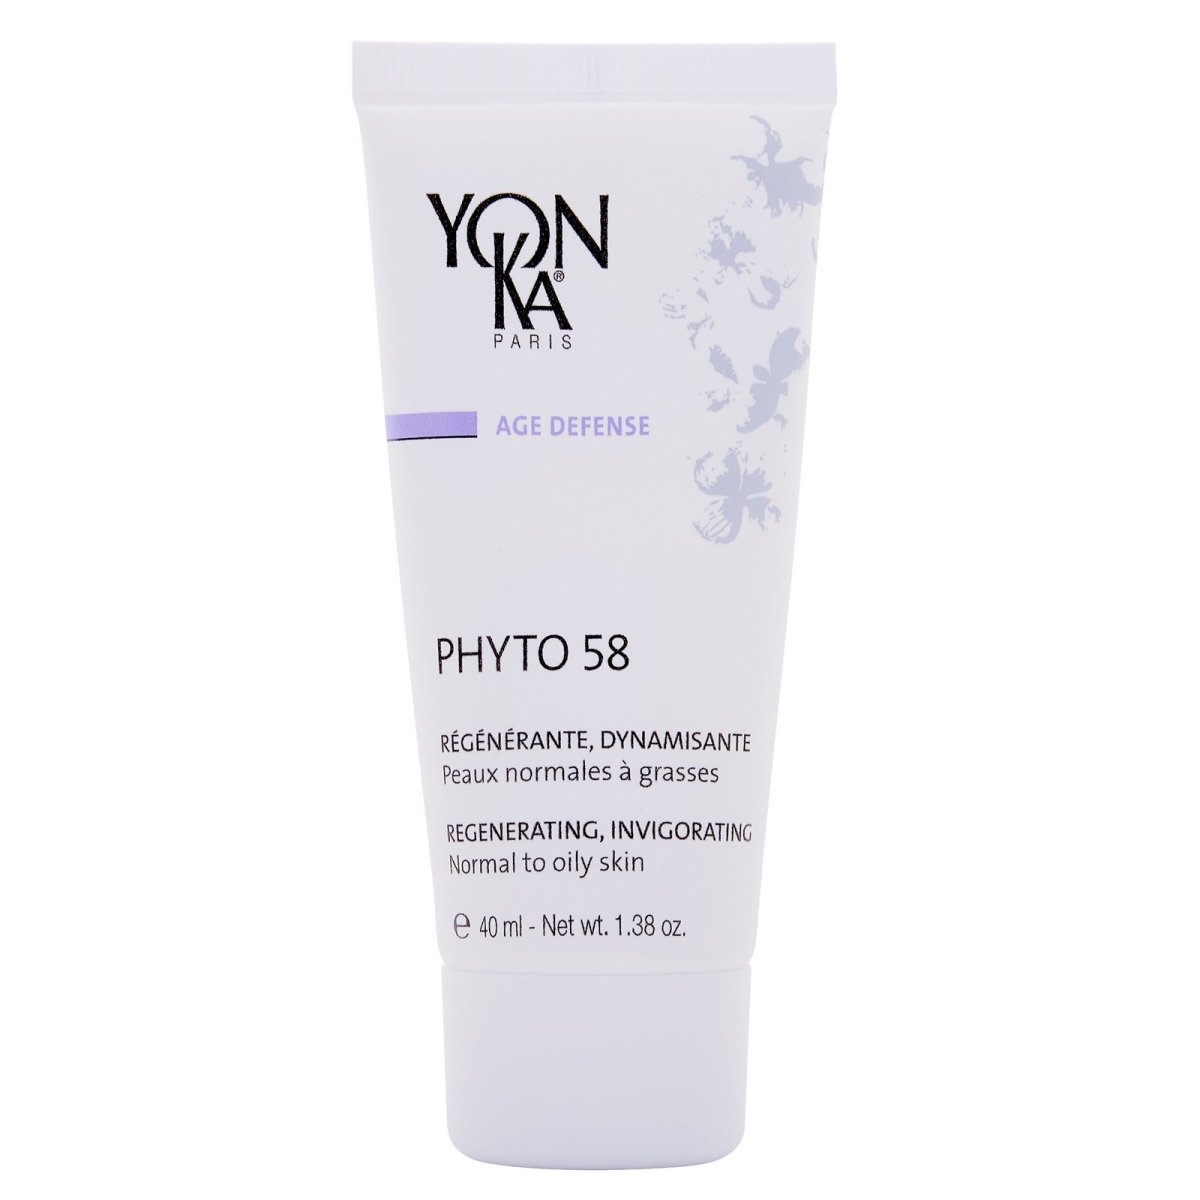 YON
KA®
PARIS
AGE DEFENSE
PHYTO 58
RÉGÉNÉRANTE, DYNAMISANTE
Peaux normales à grasses
REGENERATING, INVIGORATING
Normal to oily skin
℮ 40 ml - Net wt. 1.38 oz.